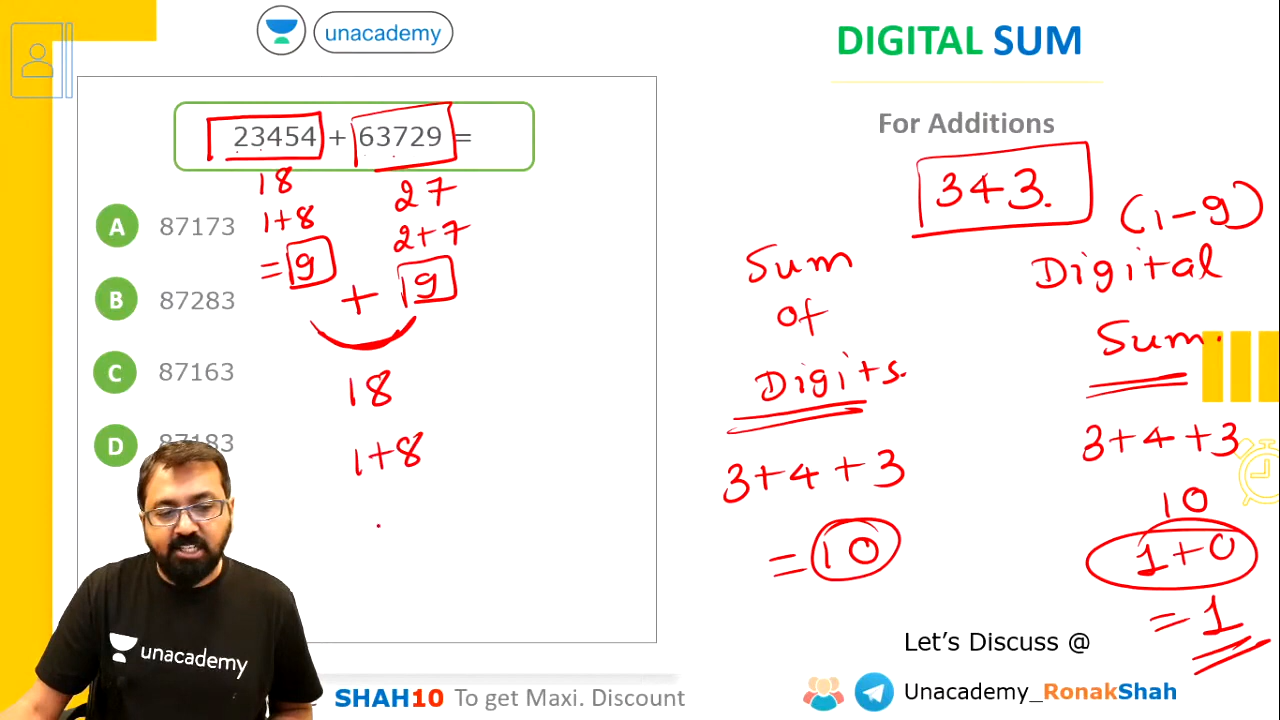 unacademy
DIGITAL SUM
For Additions
23454 + 63729 =
343.
(1-9)
18
27
1+8
2+7
= 9
9
+
18
1+8
A 87173
B 87283
C 87163
D 87183
Sum
of
Digits.
3+4+3
= 10
Digital
Sum.
3+4+3
10
1+0
= 1
unacademy
Let's Discuss @
Unacademy_RonakShah
SHAH10 To get Maxi. Discount